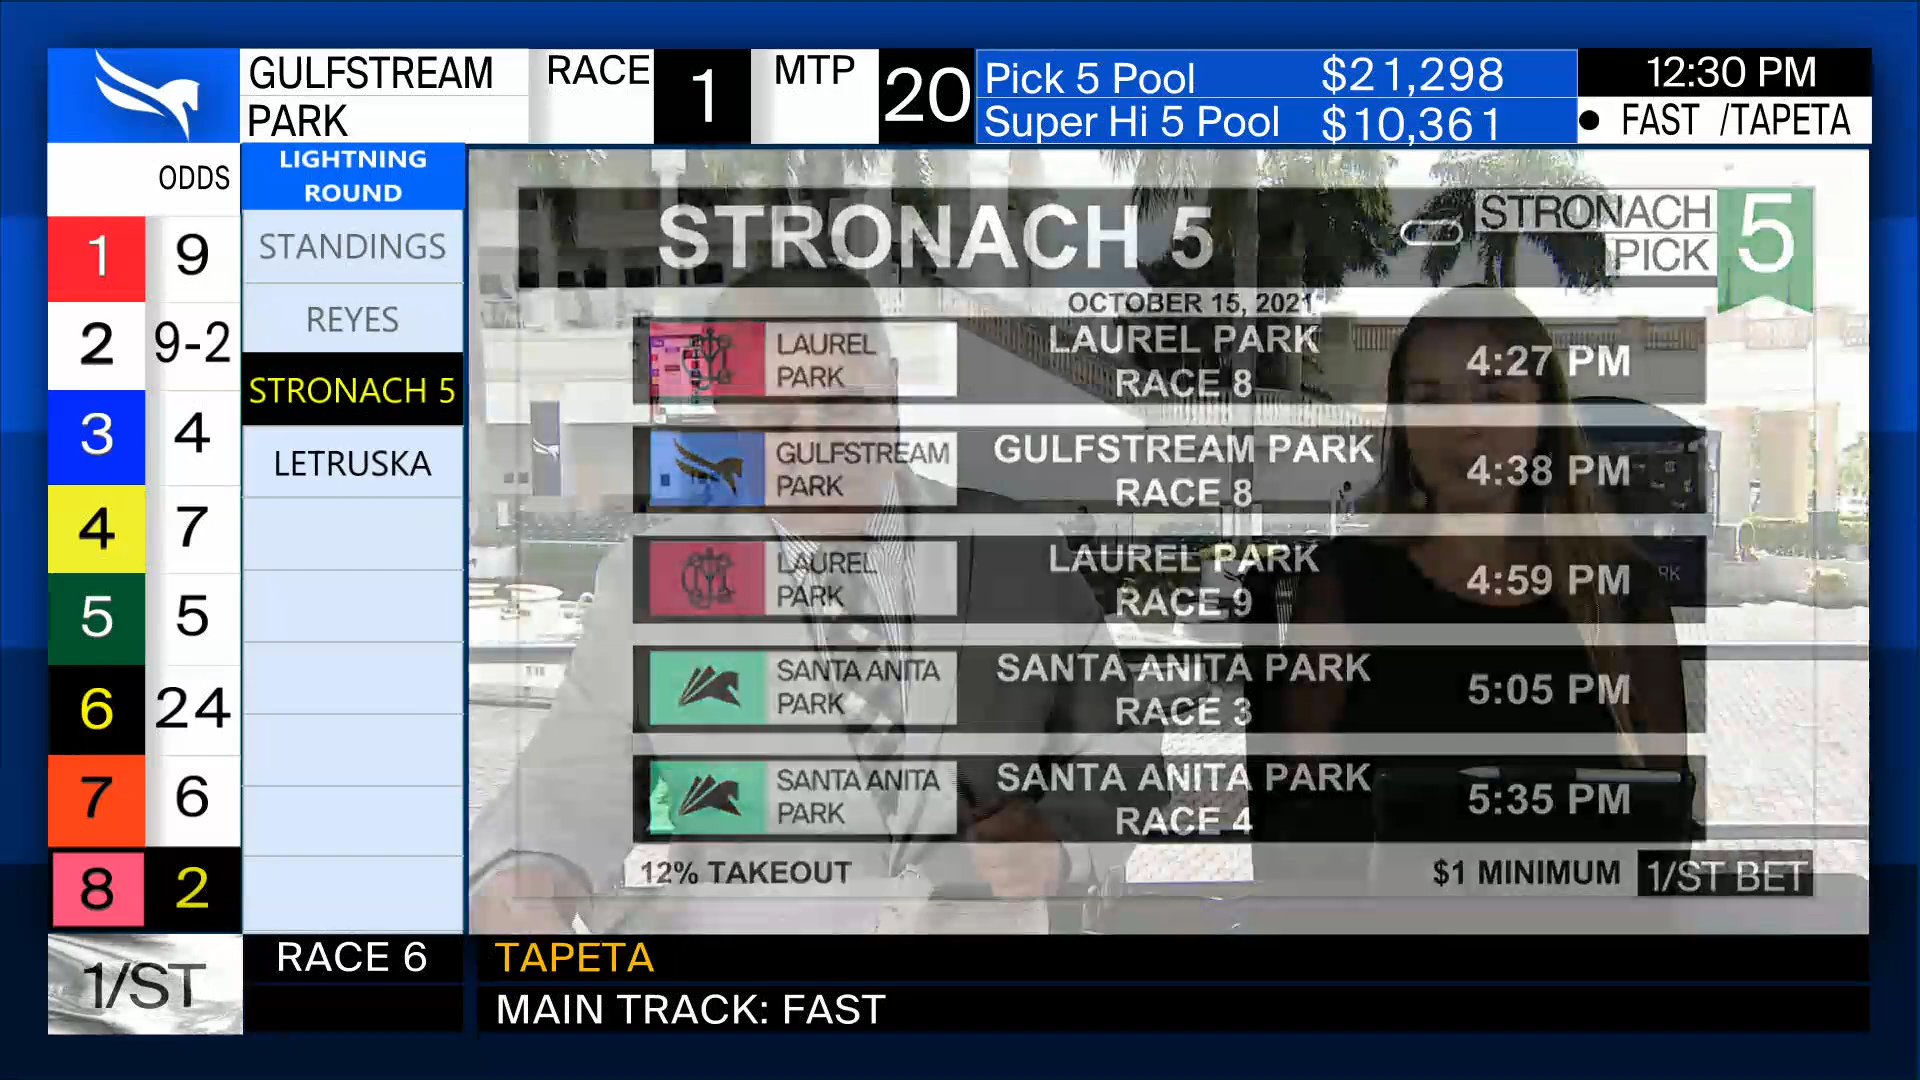 GULFSTREAM
PARK
RACE 1
MTP 20
Pick 5 Pool $21,298
Super Hi 5 Pool $10,361
12:30 PM
FAST /TAPETA
ODDS
1 9
2 9-2
3 4
4 7
5 5
6 24
7 6
8 2
LIGHTNING
ROUND
STANDINGS
REYES
STRONACH 5
LETRUSKA
STRONACH 5
STRONACH
PICK
5
OCTOBER 15, 2021
LAUREL
PARK
LAUREL PARK
RACE 8
4:27 PM
GULFSTREAM
PARK
GULFSTREAM PARK
RACE 8
4:38 PM
LAUREL
PARK
LAUREL PARK
RACE 9
4:59 PM
SANTA ANITA
PARK
SANTA ANITA PARK
RACE 3
5:05 PM
SANTA ANITA
PARK
SANTA ANITA PARK
RACE 4
5:35 PM
12% TAKEOUT
$1 MINIMUM
1/ST BET
1/ST
RACE 6
TAPETA
MAIN TRACK: FAST